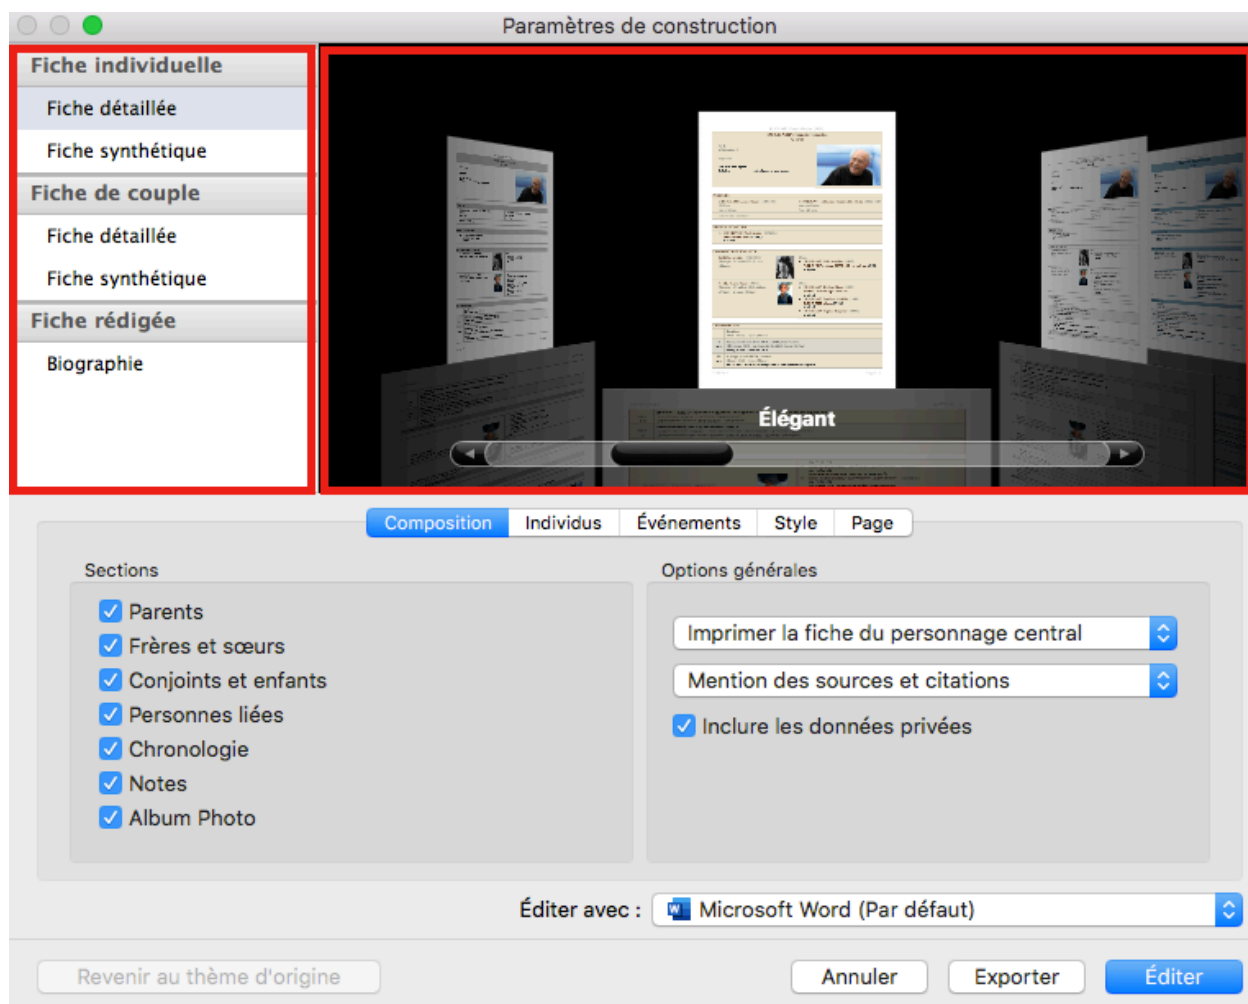 Paramètres de construction
Fiche individuelle
Fiche détaillée
Fiche synthétique
Fiche de couple
Fiche détaillée
Fiche synthétique
Fiche rédigée
Biographie
Élégant
Composition Individus Événements Style Page
Sections
Parents
Frères et sœurs
Conjoints et enfants
Personnes liées
Chronologie
Notes
Album Photo
Options générales
Imprimer la fiche du personnage central
Mention des sources et citations
Inclure les données privées
Éditer avec : Microsoft Word (Par défaut)
Revenir au thème d'origine Annuler Exporter Éditer